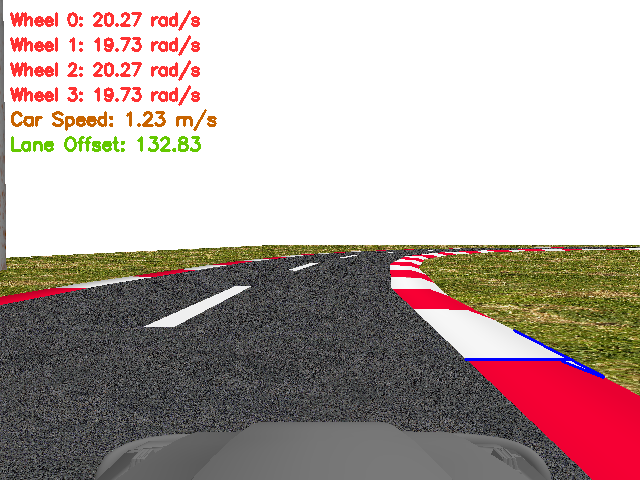 Wheel 0: 20.27 rad/s
Wheel 1: 19.73 rad/s
Wheel 2: 20.27 rad/s
Wheel 3: 19.73 rad/s
Car Speed: 1.23 m/s
Lane Offset: 132.83